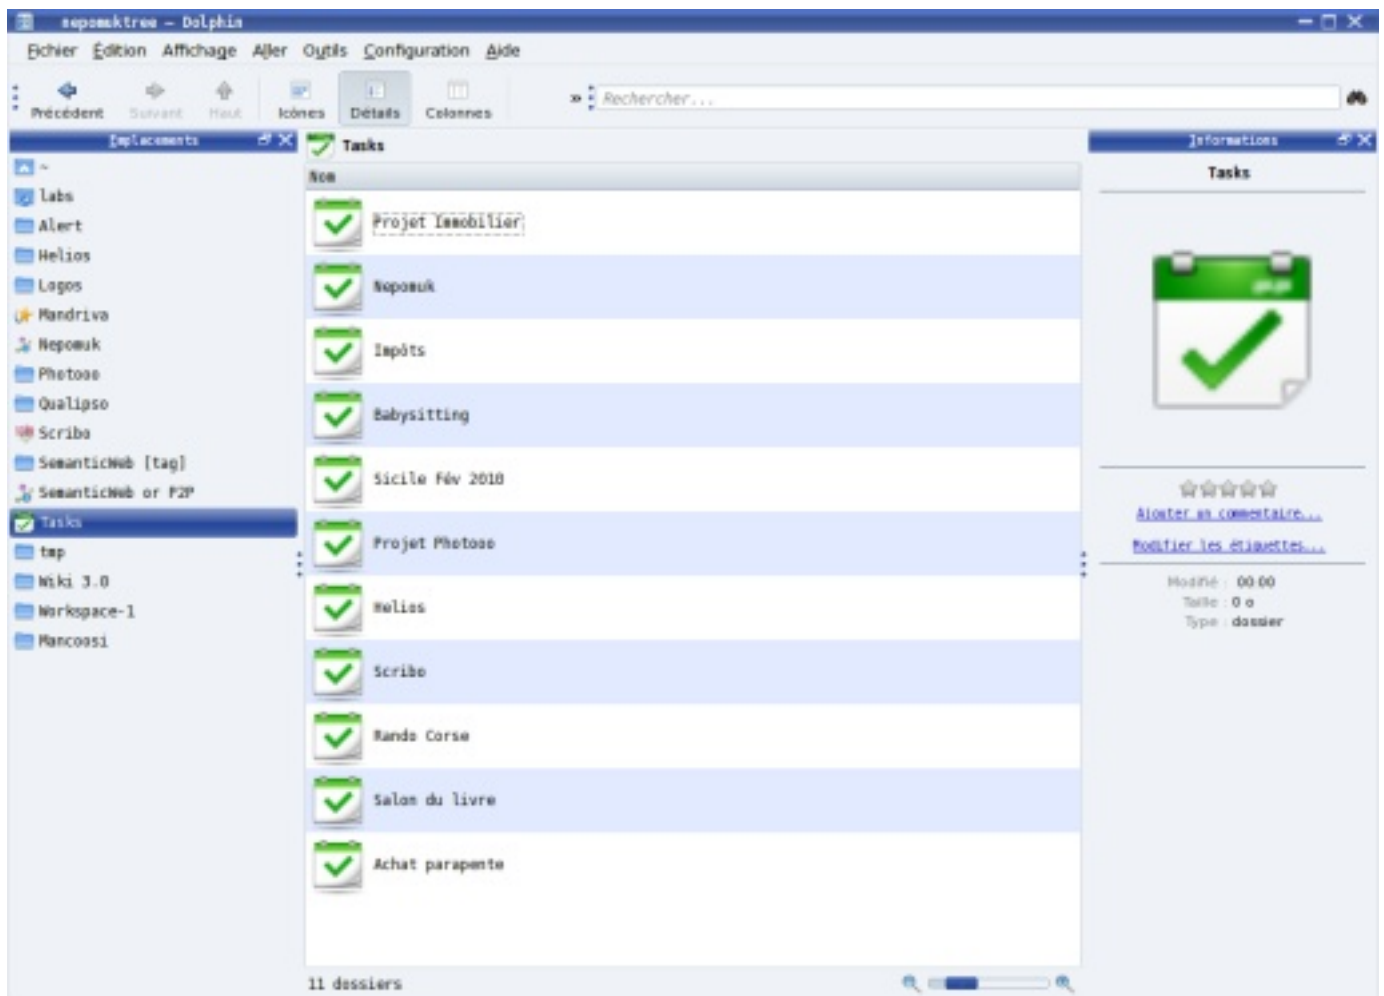 nepomuktree – Dolphin
Fichier Édition Affichage Aller Outils Configuration Aide
Précédent Suivant Haut Icônes Détails Colonnes » Rechercher...
Emplacements
~
labs
Alert
Helios
Logos
Mandriva
Nepomuk
Photooo
Qualipso
Scribo
SemanticWeb [tag]
SemanticWeb or P2P
Tasks
tmp
Wiki 3.0
Workspace-1
Mancoosi
Tasks
Nom
Projet Immobilier
Nepomuk
Impôts
Babysitting
Sicile Fév 2010
Projet Photooo
Helios
Scribo
Rando Corse
Salon du livre
Achat parapente
11 dossiers
Informations
Tasks
Ajouter un commentaire...
Modifier les étiquettes...
Modifié : 00:00
Taille : 0 o
Type : dossier